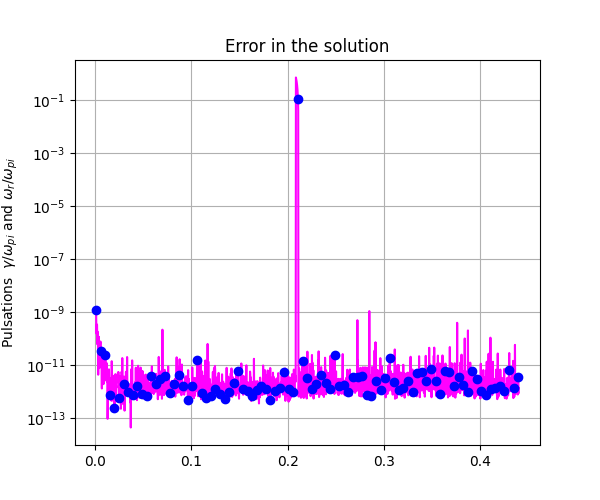 Error in the solution
Pulsations γ/ω_pi and ω_r/ω_pi
10^-1
10^-3
10^-5
10^-7
10^-9
10^-11
10^-13
0.0 0.1 0.2 0.3 0.4